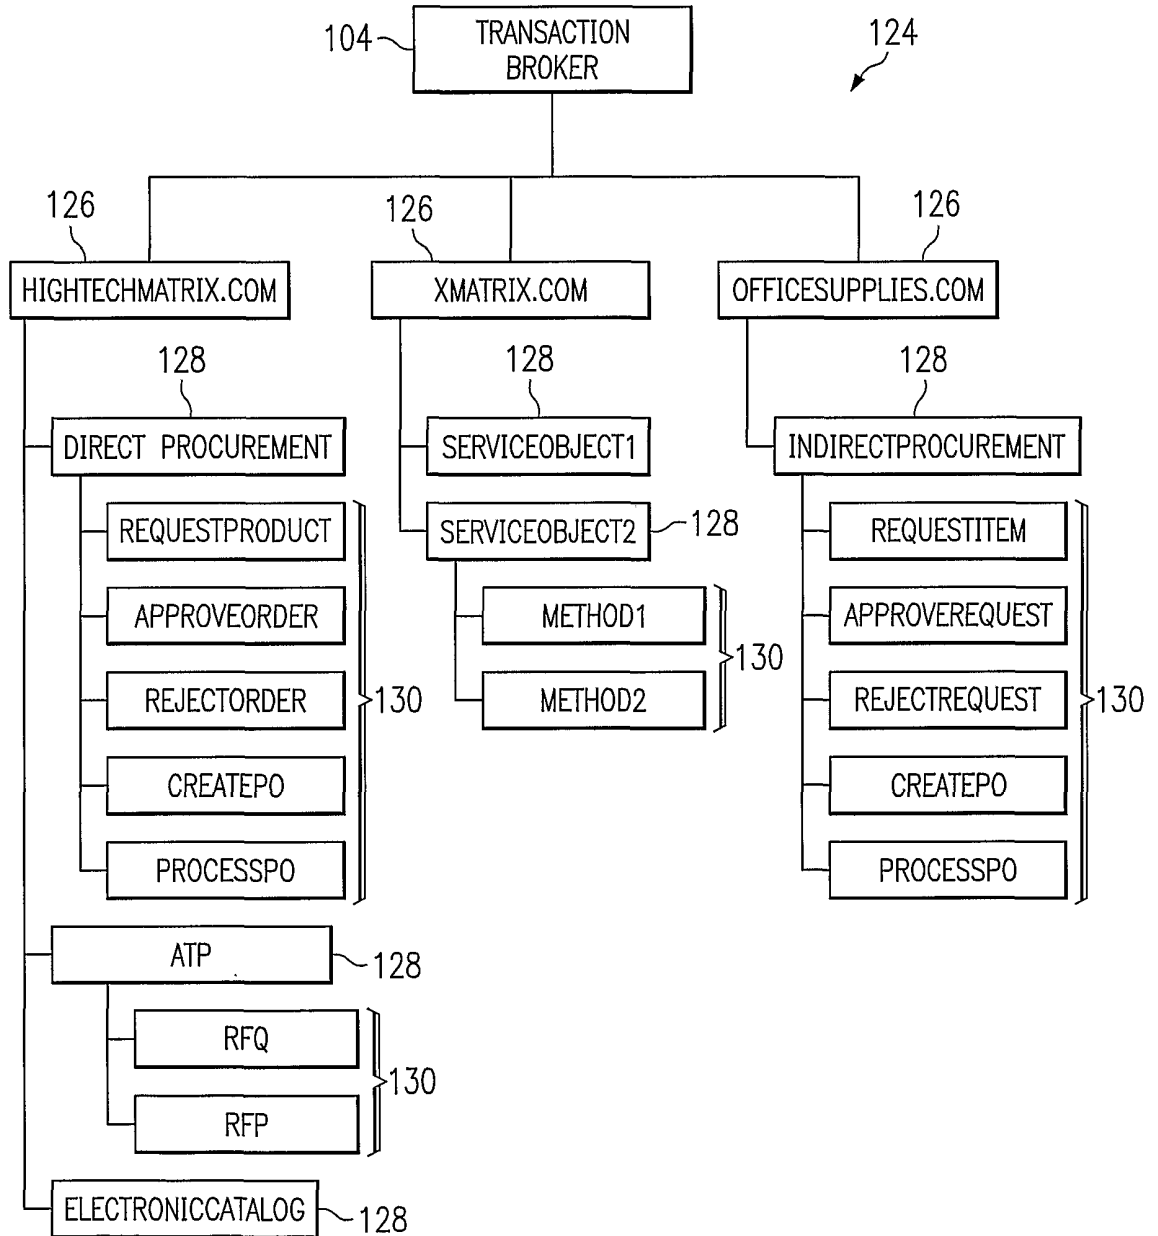 104
TRANSACTION
BROKER
124
126
126
126
HIGHTECHMATRIX.COM
XMATRIX.COM
OFFICESUPPLIES.COM
128
128
128
DIRECT PROCUREMENT
SERVICEOBJECT1
INDIRECTPROCUREMENT
REQUESTPRODUCT
SERVICEOBJECT2
128
REQUESTITEM
APPROVEORDER
METHOD1
APPROVEREQUEST
130
REJECTORDER
130
METHOD2
REJECTREQUEST
130
CREATEPO
CREATEPO
PROCESSPO
PROCESSPO
ATP
128
RFQ
130
RFP
ELECTRONICCATALOG
128